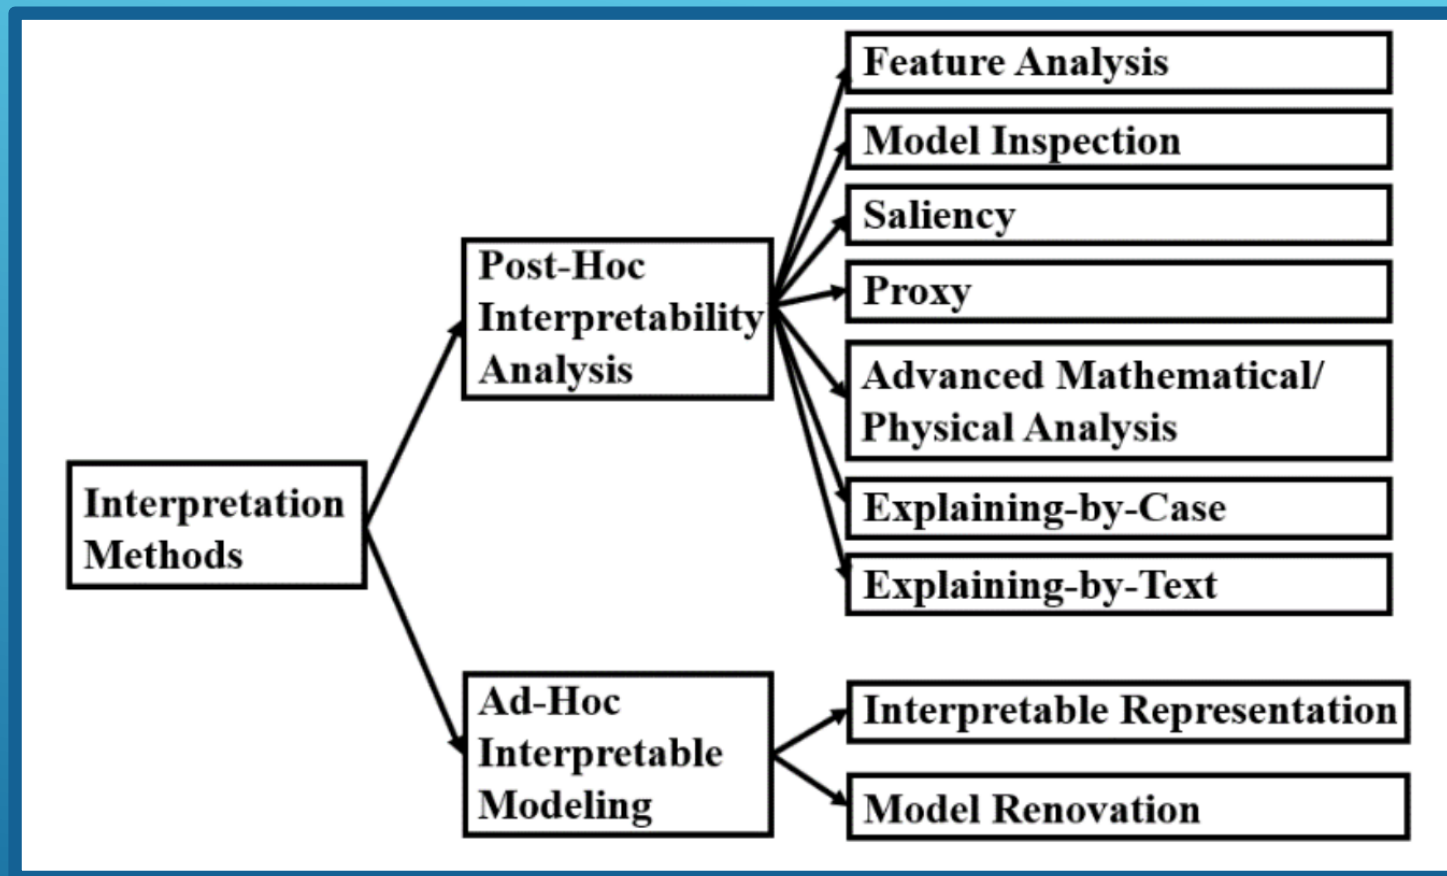 Feature Analysis
Model Inspection
Saliency
Proxy
Advanced Mathematical/
Physical Analysis
Explaining-by-Case
Explaining-by-Text
Post-Hoc
Interpretability
Analysis
Interpretation
Methods
Ad-Hoc
Interpretable
Modeling
Interpretable Representation
Model Renovation